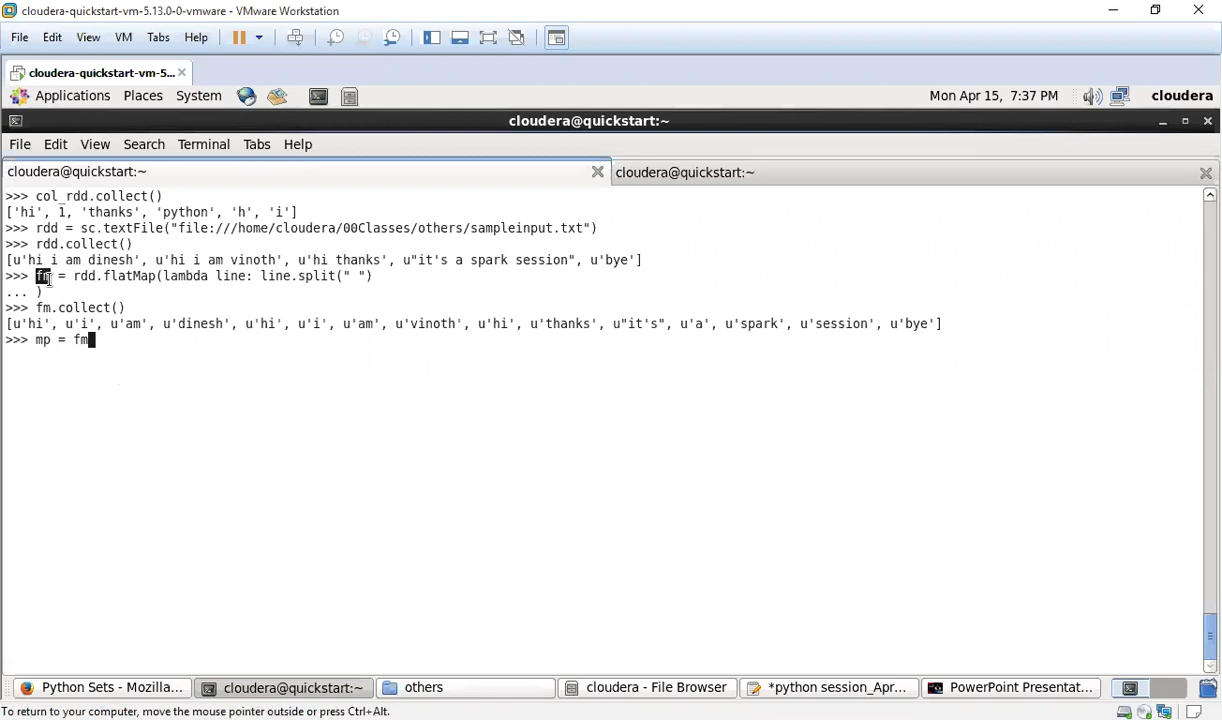 cloudera-quickstart-vm-5.13.0-0-vmware - VMware Workstation
File Edit View VM Tabs Help
cloudera-quickstart-vm-5...
Applications Places System Mon Apr 15, 7:37 PM cloudera
cloudera@quickstart:~
File Edit View Search Terminal Tabs Help
cloudera@quickstart:~ cloudera@quickstart:~
>>> col_rdd.collect()
['hi', 1, 'thanks', 'python', 'h', 'i']
>>> rdd = sc.textFile("file:///home/cloudera/00Classes/others/sampleinput.txt")
>>> rdd.collect()
[u'hi i am dinesh', u'hi i am vinoth', u'hi thanks', u"it's a spark session", u'bye']
>>> fm = rdd.flatMap(lambda line: line.split(" ")
... )
>>> fm.collect()
[u'hi', u'i', u'am', u'dinesh', u'hi', u'i', u'am', u'vinoth', u'hi', u'thanks', u"it's", u'a', u'spark', u'session', u'bye']
>>> mp = fm
Python Sets - Mozilla... cloudera@quickstart:~ others cloudera - File Browser *python session_Apr... PowerPoint Presentat...
To return to your computer, move the mouse pointer outside or press Ctrl+Alt.